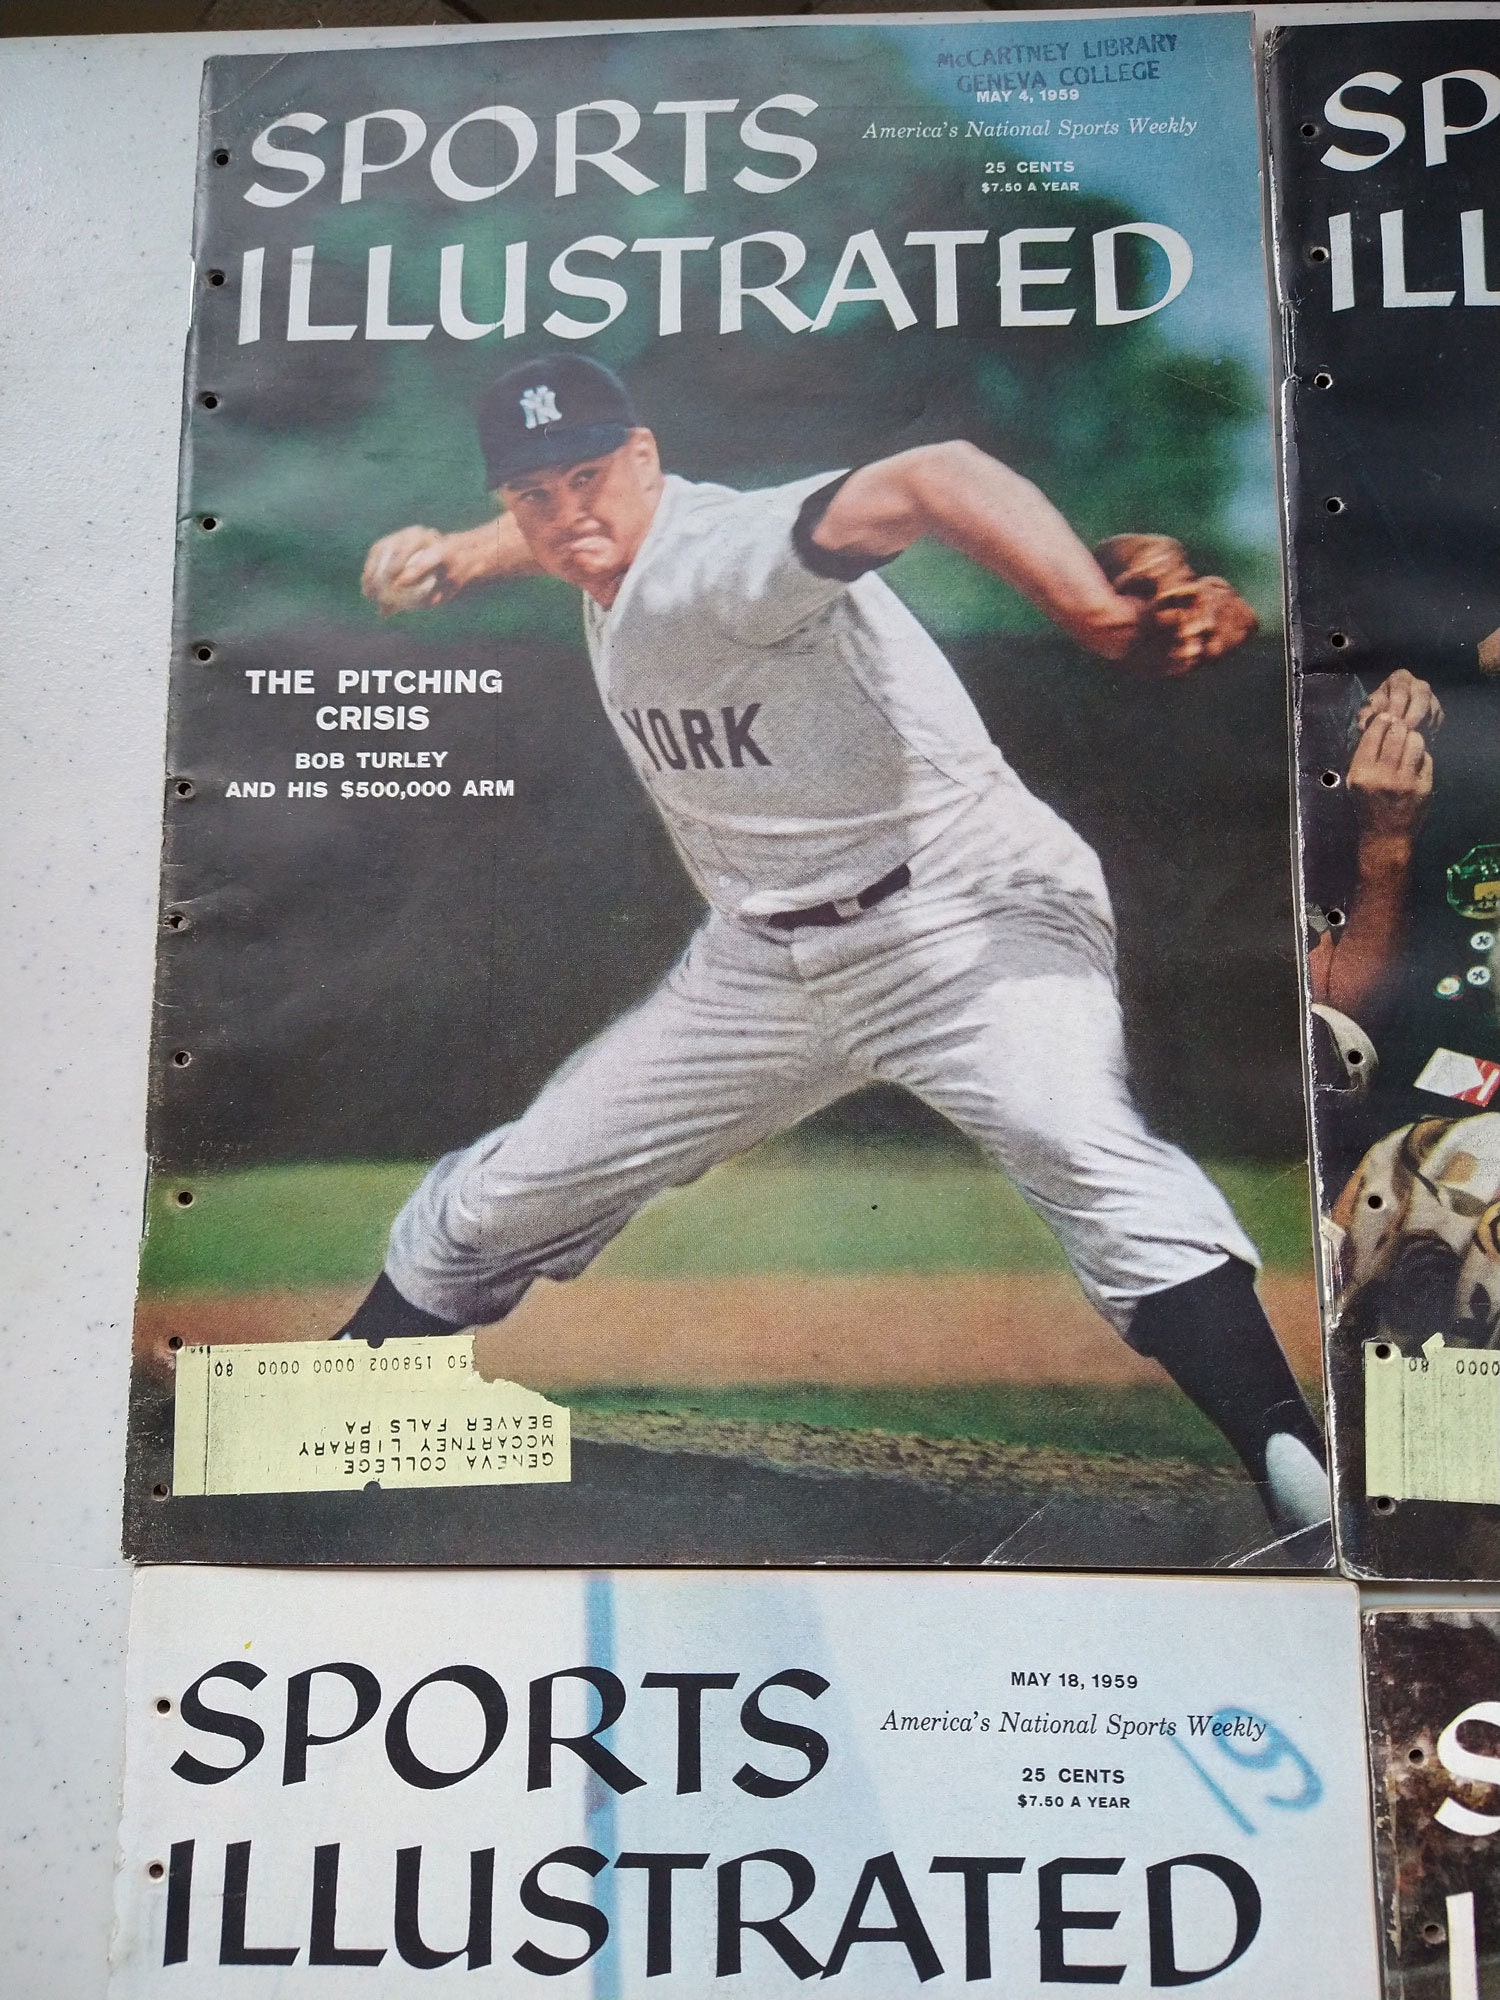 McCARTNEY LIBRARY
GENEVA COLLEGE
MAY 4, 1959
America's National Sports Weekly
25 CENTS
$7.50 A YEAR
SPORTS
ILLUSTRATED
NY
YORK
THE PITCHING
CRISIS
BOB TURLEY
AND HIS $500,000 ARM
GENEVA COLLEGE
MCCARTNEY LIBRARY
BEAVER FALS PA
50 158002 0000 0000 80
SP
ILL
0000 80
SPORTS
ILLUSTRATED
MAY 18, 1959
America's National Sports Weekly
25 CENTS
$7.50 A YEAR
19
S
I